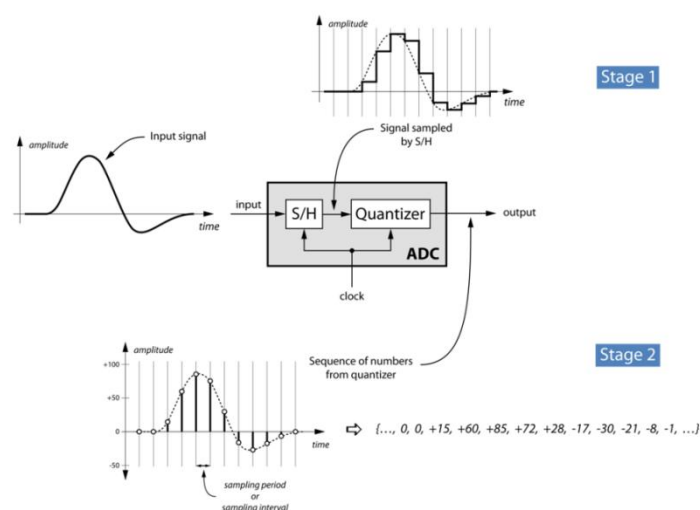 amplitude
Stage 1
time
Input signal
Signal sampled
by S/H
amplitude
time
input
S/H
Quantizer
output
ADC
clock
Stage 2
amplitude
Sequence of numbers
from quantizer
+100
+50
0
-50
time
{..., 0, 0, +15, +60, +85, +72, +28, -17, -30, -21, -8, -1, ...}
sampling period
or
sampling interval